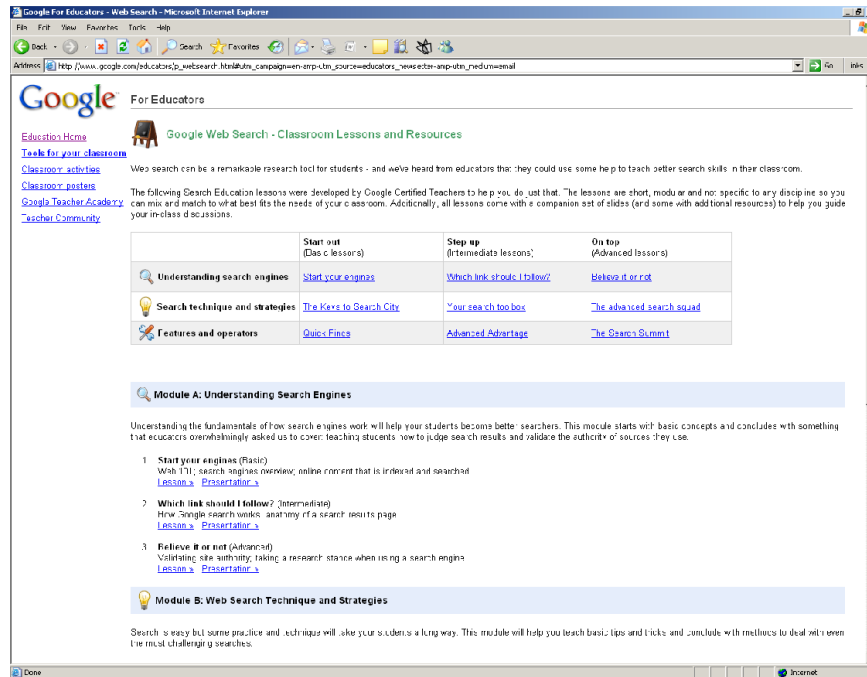 Google For Educators - Web Search - Microsoft Internet Explorer
File Edit View Favorites Tools Help
Back Search Favorites
Address http://www.google.com/educators/p_websearch.html#utm_campaign=en-amp-utm_source=educators_newsletter-amp-utm_medium=email Go Links
Google For Educators
Education Home
Tools for your classroom
Classroom activities
Classroom posters
Google Teacher Academy
Teacher Community
Google Web Search - Classroom Lessons and Resources
Web search can be a remarkable research tool for students - and we've heard from educators that they could use some help to teach better search skills in their classroom.
The following Search Education lessons were developed by Google Certified Teachers to help you do just that. The lessons are short, modular and not specific to any discipline so you
can mix and match to what best fits the needs of your classroom. Additionally, all lessons come with a companion set of slides (and some with additional resources) to help you guide
your in-class discussions.
Start out Step up On top
(Basic lessons) (Intermediate lessons) (Advanced lessons)
Understanding search engines Start your engines Which link should I follow? Believe it or not
Search technique and strategies The Keys to Search City Your search toolbox The advanced search squad
Features and operators Quick Finds Advanced Advantage The Search Summit
Module A: Understanding Search Engines
Understanding the fundamentals of how search engines work will help your students become better searchers. This module starts with basic concepts and concludes with something
that educators overwhelmingly asked us to cover: teaching students how to judge search results and validate the authority of sources they use.
1 Start your engines (Basic)
Web 101; search engines overview; online content that is indexed and searched
Lesson » Presentation »
2 Which link should I follow? (Intermediate)
How Google search works, anatomy of a search results page
Lesson » Presentation »
3 Believe it or not (Advanced)
Validating site authority; taking a research stance when using a search engine
Lesson » Presentation »
Module B: Web Search Technique and Strategies
Search is easy but some practice and technique will take your students a long way. This module will help you teach basic tips and tricks and conclude with methods to deal with even
the most challenging searches.
Done Internet